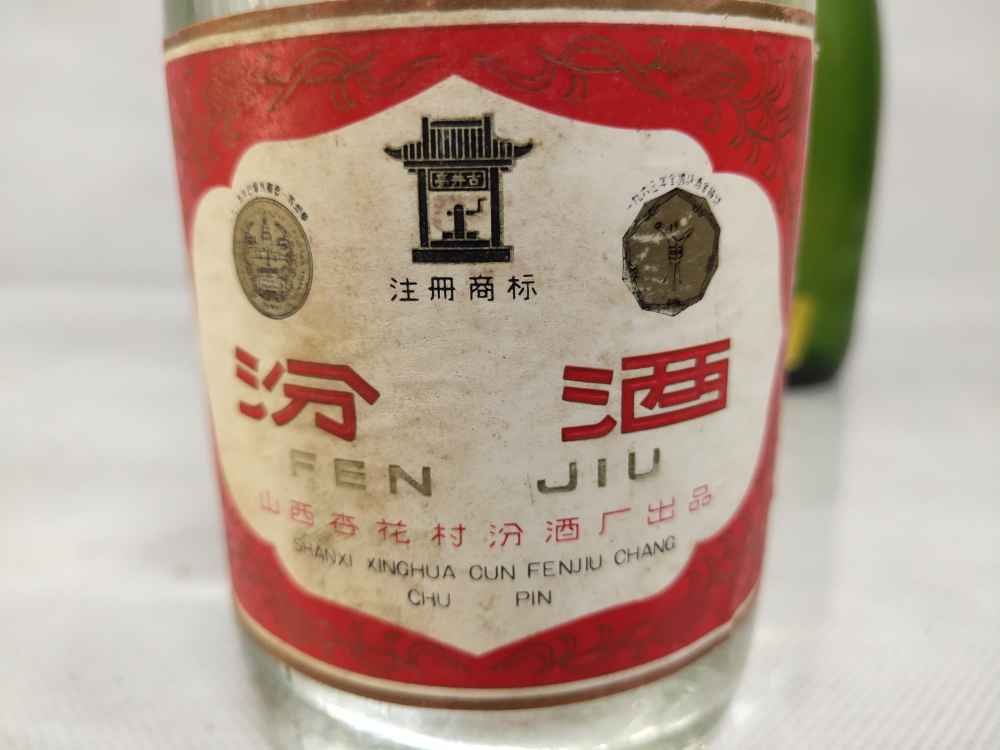 古井亭
注冊商标
汾酒
FEN JIU
山西杏花村汾酒厂出品
SHANXI XINGHUA CUN FENJIU CHANG
CHU PIN